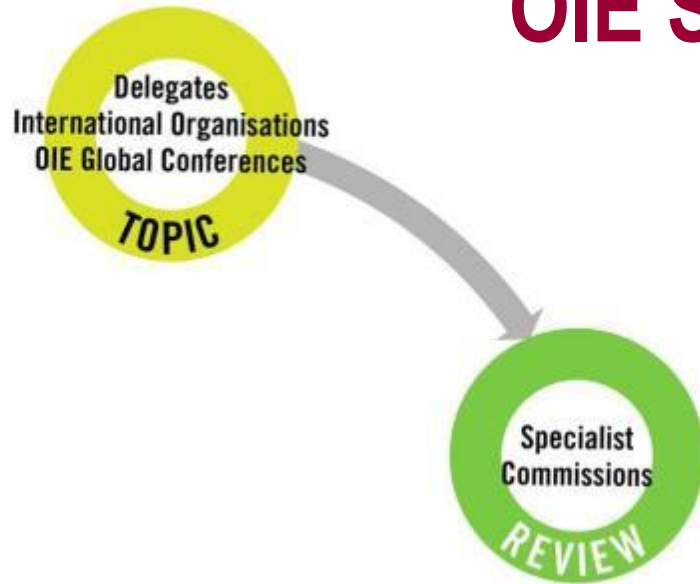 OIE S
Delegates
International Organisations
OIE Global Conferences
TOPIC
Specialist
Commissions
REVIEW